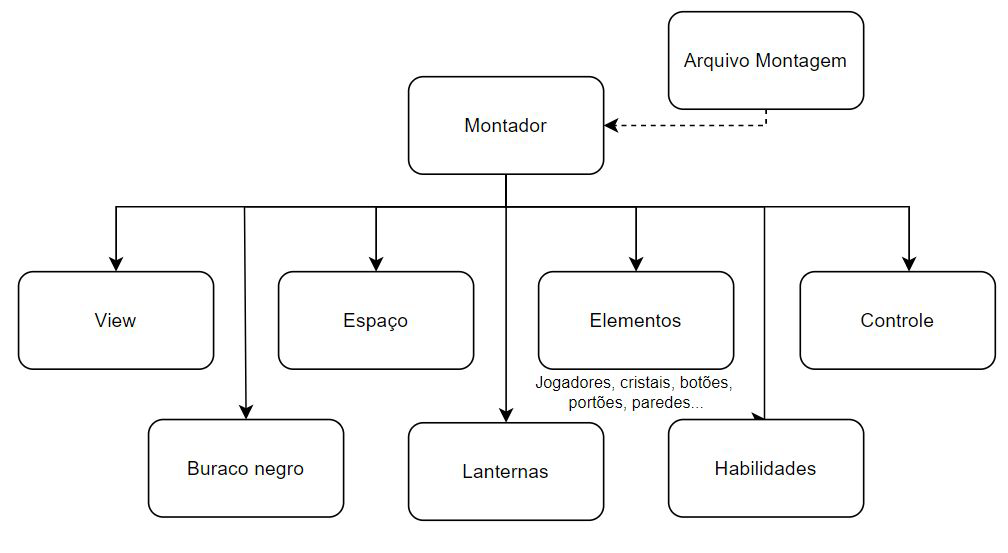 Arquivo Montagem
Montador
View
Espaço
Elementos
Controle
Jogadores, cristais, botões,
portões, paredes...
Buraco negro
Lanternas
Habilidades